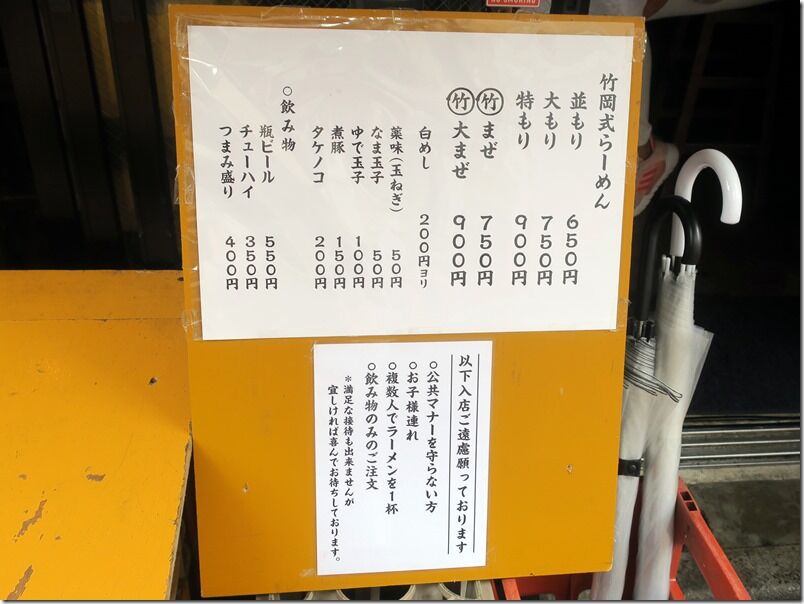 NO SMOKING
竹岡式らーめん
並もり 650円
大もり 750円
特もり 900円
竹 まぜ 750円
竹 大まぜ 900円
白めし 200円ヨリ
薬味(玉ねぎ) 50円
なま玉子 50円
ゆで玉子 100円
煮豚 150円
タケノコ 200円
○飲み物
瓶ビール 550円
チューハイ 350円
つまみ盛り 400円
以下入店ご遠慮願っております
○公共マナーを守らない方
○お子様連れ
○複数人でラーメンを1杯
○飲み物のみのご注文
*満足な接待も出来ませんが
宜しければ喜んでお待ちしております。